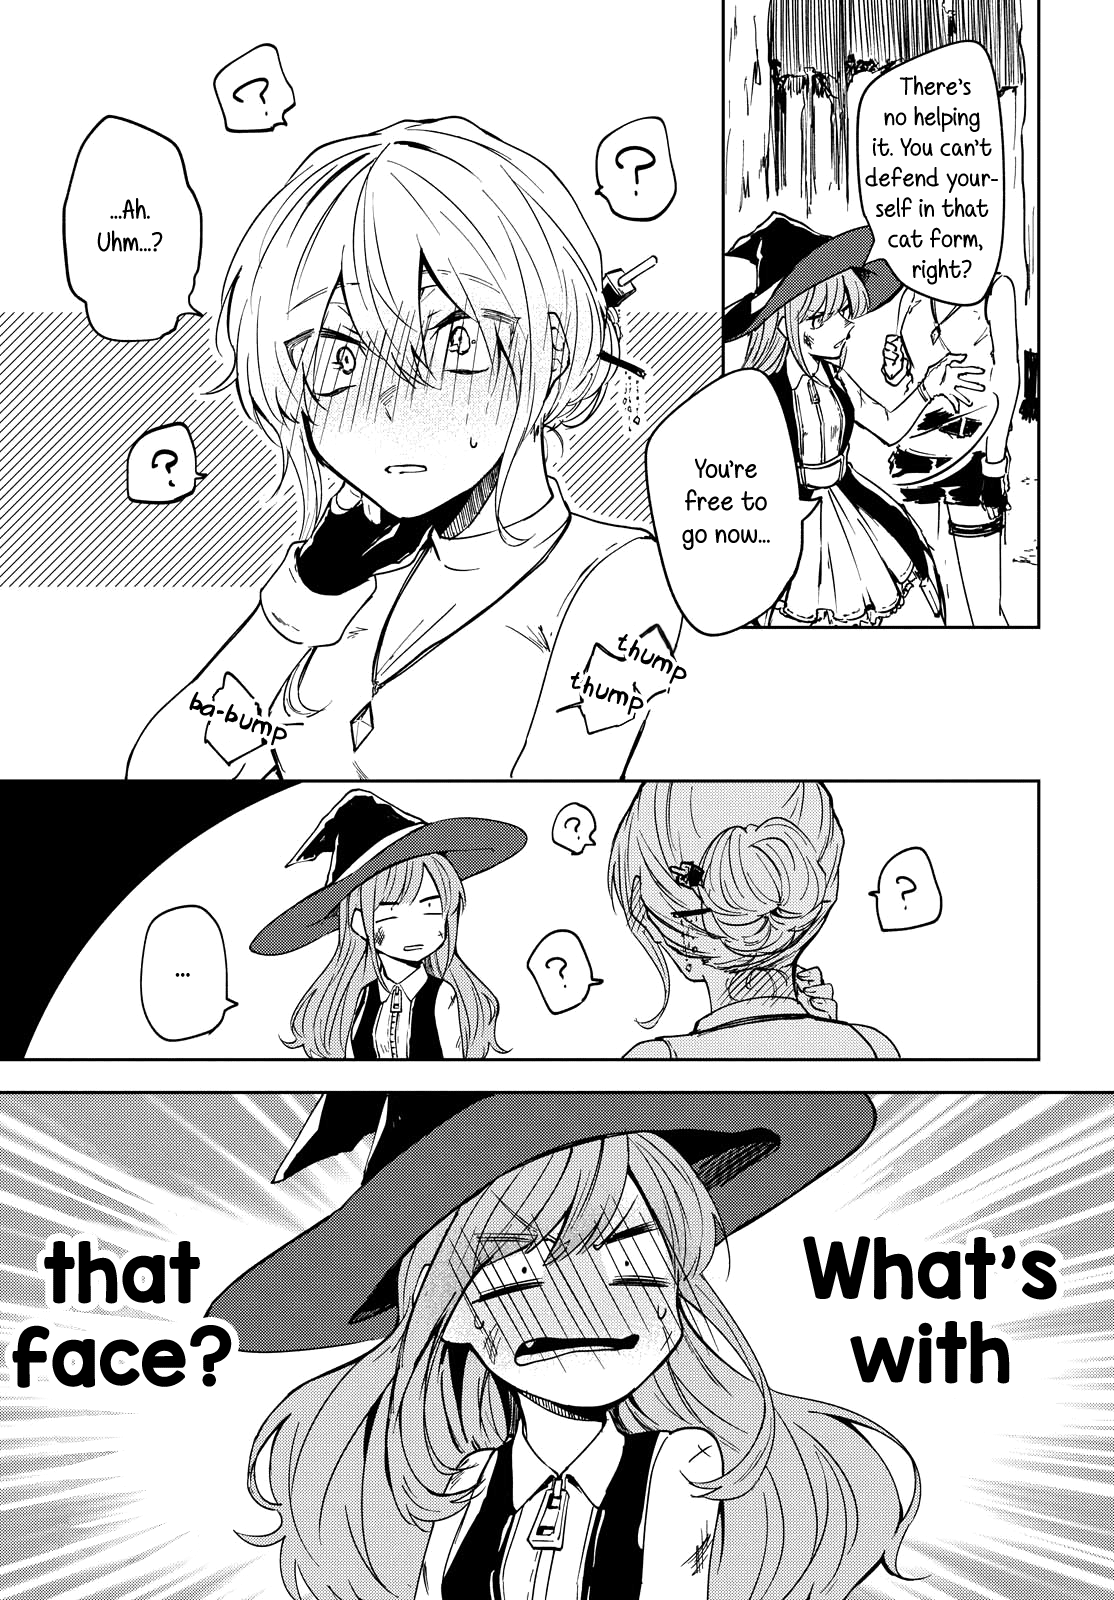 There's
no helping
it. You can't
defend your-
self in that
cat form,
right?
You're
free to
go now...
?
?
...Ah.
Uhm...?
?
thump
thump
ba-bump
?
?
?
...
What's
with
that
face?